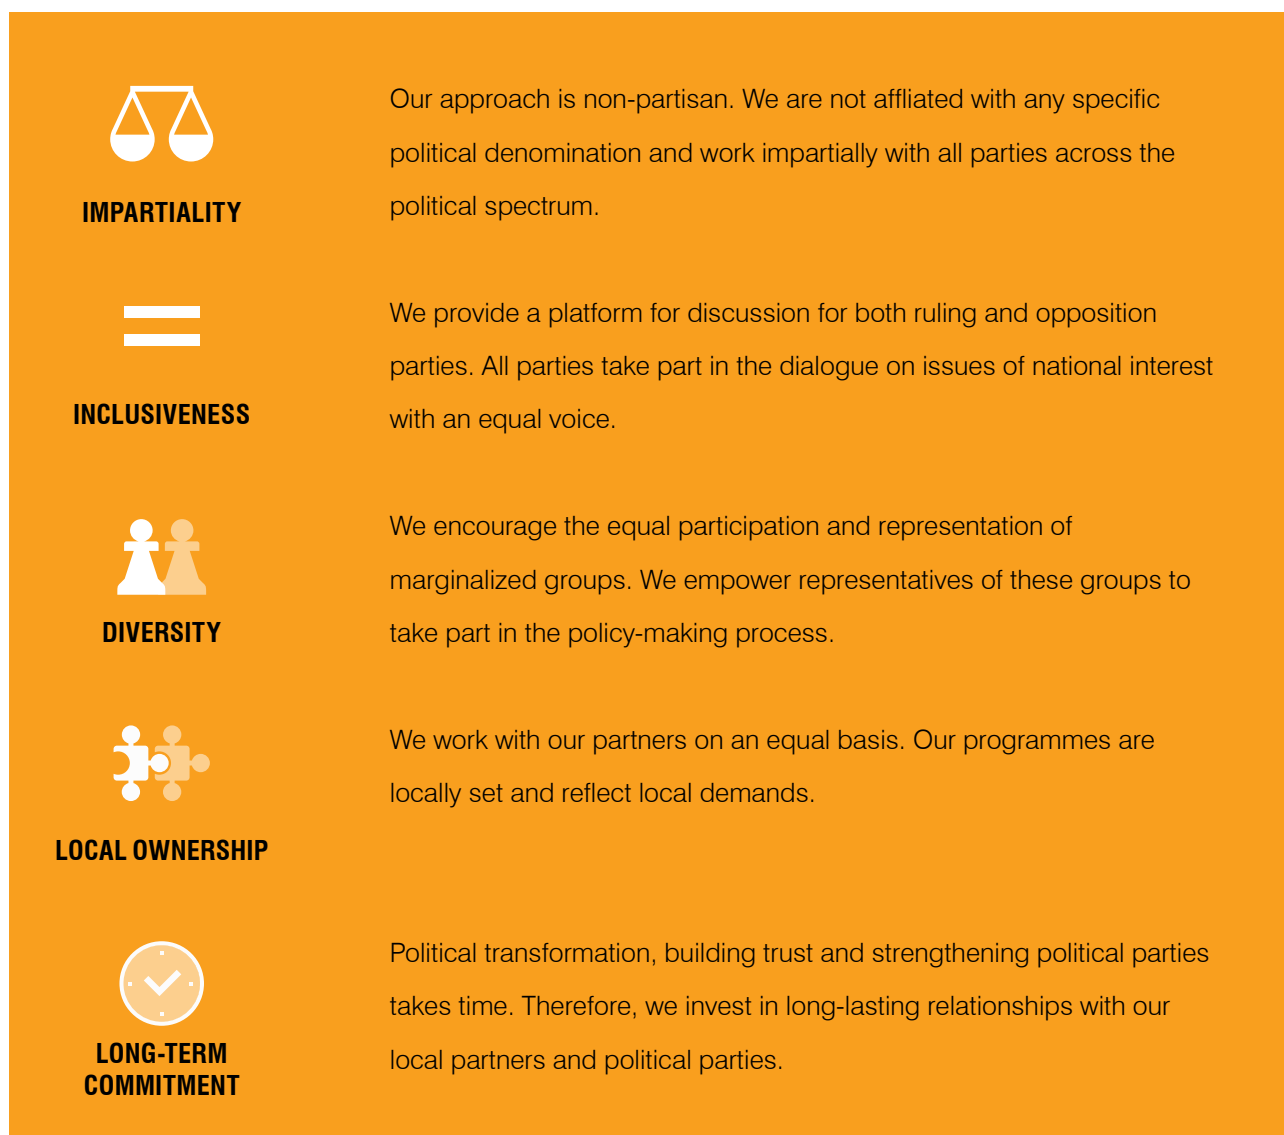 IMPARTIALITY
Our approach is non-partisan. We are not affliated with any specific
political denomination and work impartially with all parties across the
political spectrum.
INCLUSIVENESS
We provide a platform for discussion for both ruling and opposition
parties. All parties take part in the dialogue on issues of national interest
with an equal voice.
DIVERSITY
We encourage the equal participation and representation of
marginalized groups. We empower representatives of these groups to
take part in the policy-making process.
LOCAL OWNERSHIP
We work with our partners on an equal basis. Our programmes are
locally set and reflect local demands.
LONG-TERM
COMMITMENT
Political transformation, building trust and strengthening political parties
takes time. Therefore, we invest in long-lasting relationships with our
local partners and political parties.